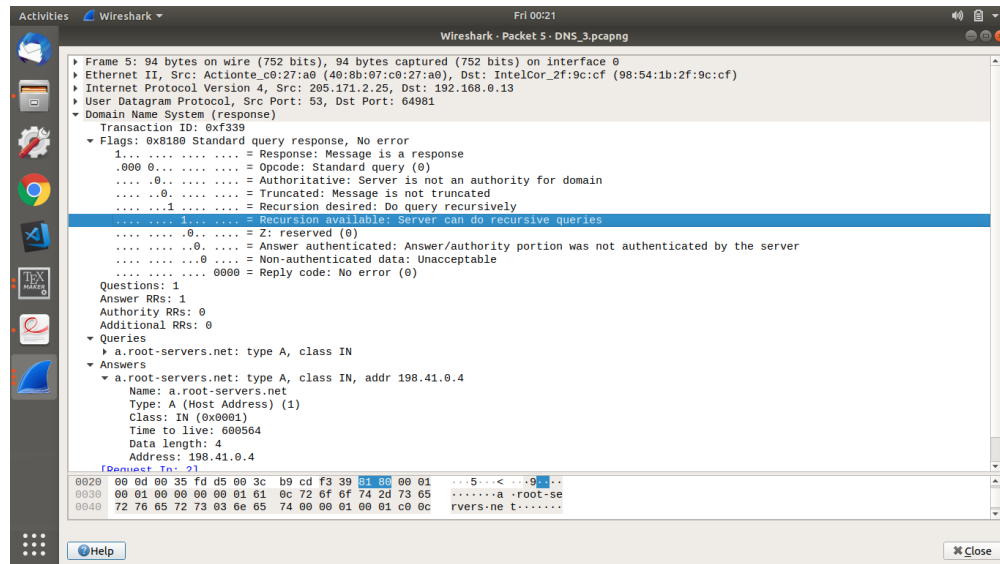 Activities Wireshark Fri 00:21
Wireshark · Packet 5 · DNS_3.pcapng
Frame 5: 94 bytes on wire (752 bits), 94 bytes captured (752 bits) on interface 0
Ethernet II, Src: Actionte_c0:27:a0 (40:8b:07:c0:27:a0), Dst: IntelCor_2f:9c:cf (98:54:1b:2f:9c:cf)
Internet Protocol Version 4, Src: 205.171.2.25, Dst: 192.168.0.13
User Datagram Protocol, Src Port: 53, Dst Port: 64981
Domain Name System (response)
Transaction ID: 0xf339
Flags: 0x8180 Standard query response, No error
1... .... .... .... = Response: Message is a response
.000 0... .... .... = Opcode: Standard query (0)
.... .0.. .... .... = Authoritative: Server is not an authority for domain
.... ..0. .... .... = Truncated: Message is not truncated
.... ...1 .... .... = Recursion desired: Do query recursively
.... .... 1... .... = Recursion available: Server can do recursive queries
.... .... .0.. .... = Z: reserved (0)
.... .... ..0. .... = Answer authenticated: Answer/authority portion was not authenticated by the server
.... .... ...0 .... = Non-authenticated data: Unacceptable
.... .... .... 0000 = Reply code: No error (0)
Questions: 1
Answer RRs: 1
Authority RRs: 0
Additional RRs: 0
Queries
a.root-servers.net: type A, class IN
Answers
a.root-servers.net: type A, class IN, addr 198.41.0.4
Name: a.root-servers.net
Type: A (Host Address) (1)
Class: IN (0x0001)
Time to live: 600564
Data length: 4
Address: 198.41.0.4
[Request In: 2]
0020 00 0d 00 35 fd d5 00 3c b9 cd f3 39 81 80 00 01 ···5···< ···9····
0030 00 01 00 00 00 00 01 61 0c 72 6f 6f 74 2d 73 65 ·······a ·root-se
0040 72 76 65 72 73 03 6e 65 74 00 00 01 00 01 c0 0c rvers·ne t·······
TEX
MAKER
Help Close